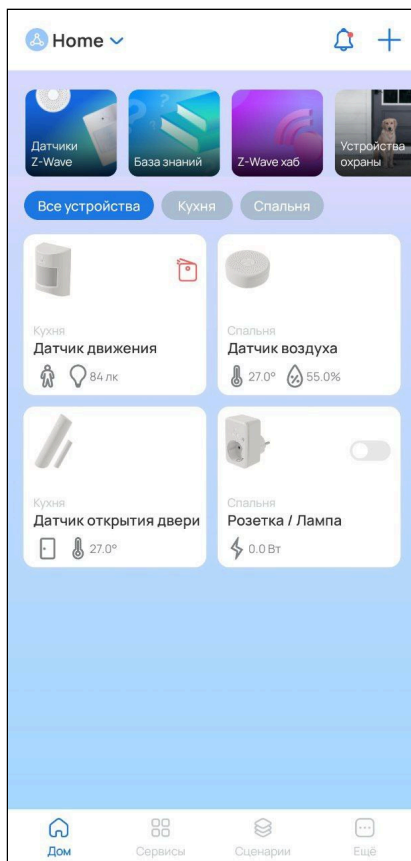 Home
Датчики
Z-Wave
База знаний
Z-Wave хаб
Устройства
охраны
Все устройства
Кухня
Спальня
Кухня
Датчик движения
84 лк
Спальня
Датчик воздуха
27.0° 55.0%
Кухня
Датчик открытия двери
27.0°
Спальня
Розетка / Лампа
0.0 Вт
Дом
Сервисы
Сценарии
Ещё